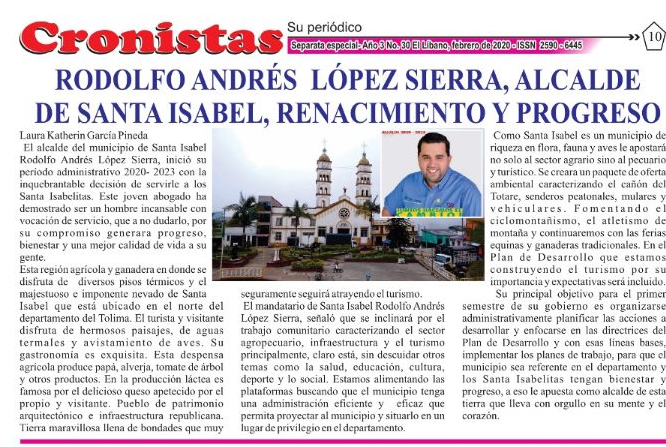 Cronistas
Su periódico
Separata especial- Año 3 No. 30 El Líbano, febrero de 2020 - ISSN 2590 - 6445
10
RODOLFO ANDRÉS LÓPEZ SIERRA, ALCALDE
DE SANTA ISABEL, RENACIMIENTO Y PROGRESO
Laura Katherin García Pineda
El alcalde del municipio de Santa Isabel
Rodolfo Andrés López Sierra, inició su
período administrativo 2020- 2023 con la
inquebrantable decisión de servirle a los
Santa Isabelitas. Este joven abogado ha
demostrado ser un hombre incansable con
vocación de servicio, que a no dudarlo, por
su compromiso generara progreso,
bienestar y una mejor calidad de vida a su
gente.
Esta región agrícola y ganadera en donde se
disfruta de diversos pisos térmicos y el
majestuoso e imponente nevado de Santa
Isabel que está ubicado en el norte del
departamento del Tolima. El turista y visitante
disfruta de hermosos paisajes, de aguas
termales y avistamiento de aves. Su
gastronomía es exquisita. Esta despensa
agrícola produce papá, alverja, tomate de árbol
y otros productos. En la producción láctea es
famosa por el delicioso queso apetecido por el
propio y visitante. Pueblo de patrimonio
arquitectónico e infraestructura republicana.
Tierra maravillosa llena de bondades que muy
seguramente seguirá atrayendo el turismo.
El mandatario de Santa Isabel Rodolfo Andrés
López Sierra, señaló que se inclinará por el
trabajo comunitario caracterizando el sector
agropecuario, infraestructura y el turismo
principalmente, claro está, sin descuidar otros
temas como la salud, educación, cultura,
deporte y lo social. Estamos alimentando las
plataformas buscando que el municipio tenga
una administración eficiente y eficaz que
permita proyectar al municipio y situarlo en un
lugar de privilegio en el departamento.
Como Santa Isabel es un municipio de
riqueza en flora, fauna y aves le apostará
no solo al sector agrario sino al pecuario
y turístico. Se creara un paquete de oferta
ambiental caracterizando el cañón del
Totare, senderos peatonales, mulares y
vehiculares. Fomentando el
ciclomontañismo, el atletismo de
montaña y continuaremos con las ferias
equinas y ganaderas tradicionales. En el
Plan de Desarrollo que estamos
construyendo el turismo por su
importancia y expectativas será incluido.
Su principal objetivo para el primer
semestre de su gobierno es organizarse
administrativamente planificar las acciones a
desarrollar y enfocarse en las directrices del
Plan de Desarrollo y con esas líneas bases,
implementar los planes de trabajo, para que el
municipio sea referente en el departamento y
los Santa Isabelitas tengan bienestar y
progreso, a eso le apuesta como alcalde de esta
tierra que lleva con orgullo en su mente y el
corazón.